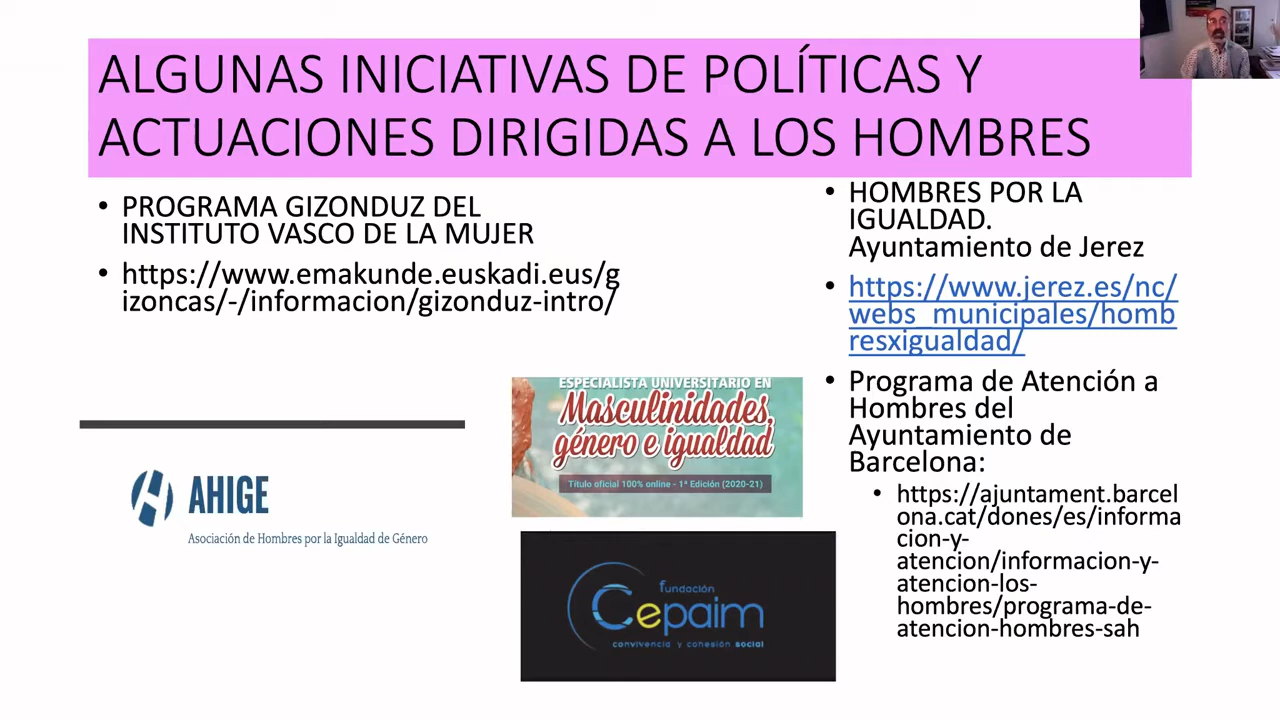 ALGUNAS INICIATIVAS DE POLÍTICAS Y
ACTUACIONES DIRIGIDAS A LOS HOMBRES
• PROGRAMA GIZONDUZ DEL
INSTITUTO VASCO DE LA MUJER
• https://www.emakunde.euskadi.eus/g
izoncas/-/informacion/gizonduz-intro/
AHIGE
Asociación de Hombres por la Igualdad de Género
ESPECIALISTA UNIVERSITARIO EN
Masculinidades,
género e igualdad
Título oficial 100% online - 1ª Edición (2020-21)
fundación
Cepaim
convivencia y cohesión social
• HOMBRES POR LA
IGUALDAD.
Ayuntamiento de Jerez
• https://www.jerez.es/nc/
webs_municipales/homb
resxigualdad/
• Programa de Atención a
Hombres del
Ayuntamiento de
Barcelona:
• https://ajuntament.barcel
ona.cat/dones/es/informa
cion-y-
atencion/informacion-y-
atencion-los-
hombres/programa-de-
atencion-hombres-sah